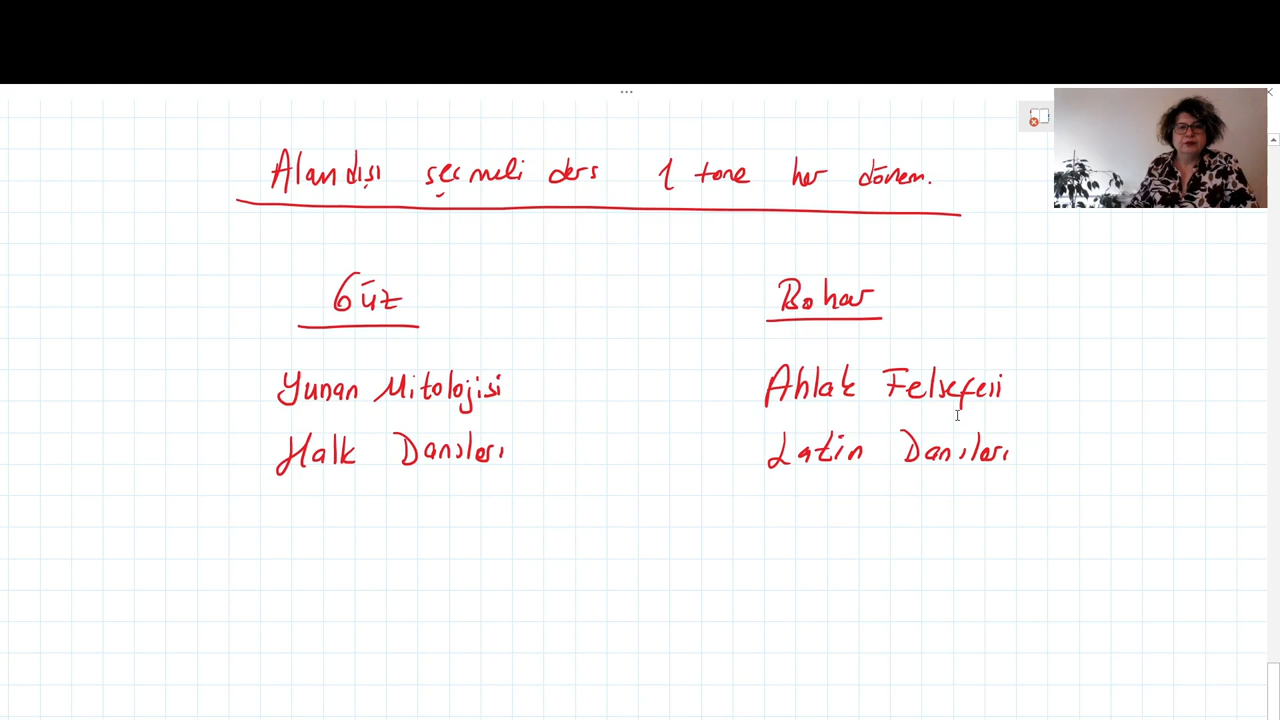 Alandışı seçmeli ders 1 tane her dönem.
Güz
Bahar
Yunan Mitolojisi
Ahlak Felsefesi
Halk Dansları
Latin Dansları